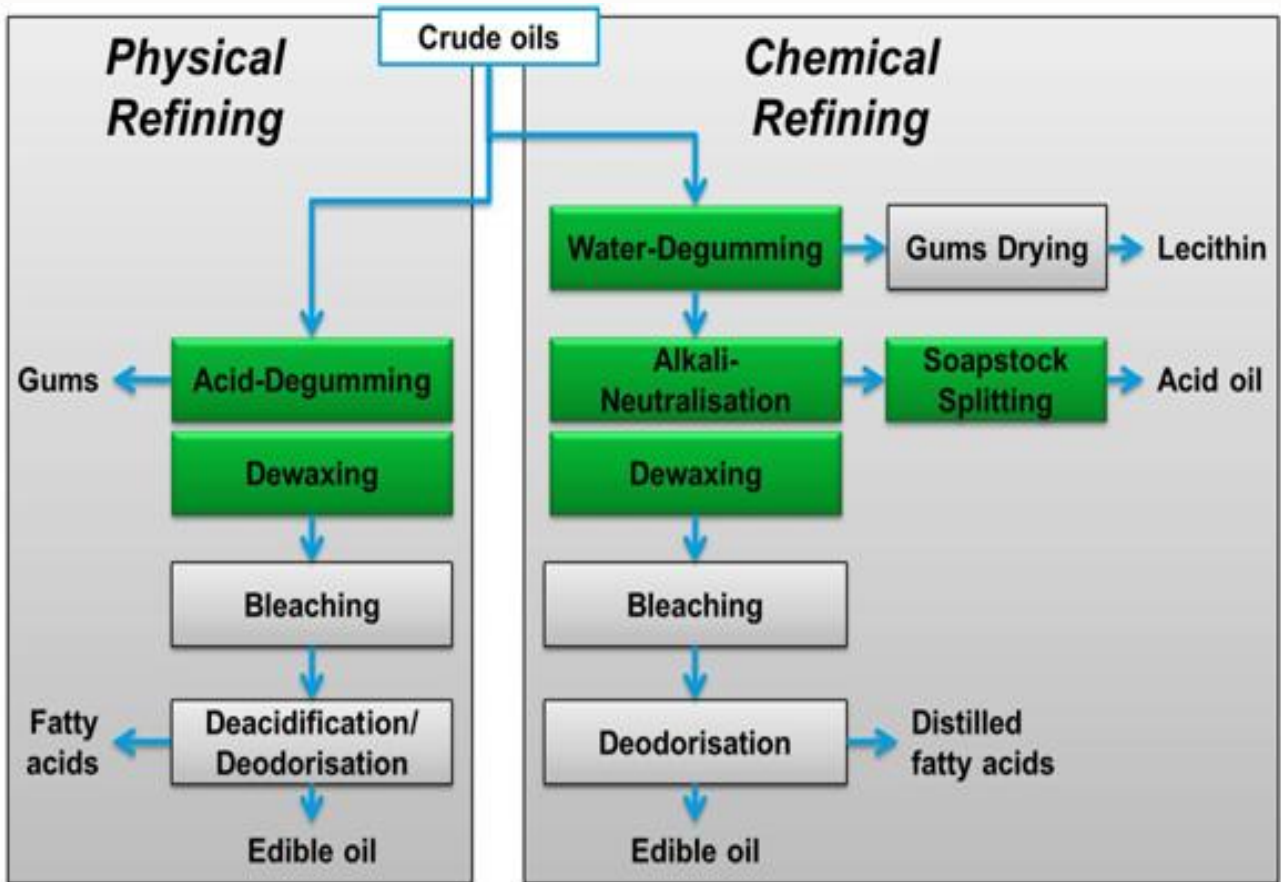 Crude oils
Physical
Refining
Gums
Acid-Degumming
Dewaxing
Bleaching
Fatty
acids
Deacidification/
Deodorisation
Edible oil
Chemical
Refining
Water-Degumming
Gums Drying
Lecithin
Alkali-
Neutralisation
Soapstock
Splitting
Acid oil
Dewaxing
Bleaching
Deodorisation
Distilled
fatty acids
Edible oil